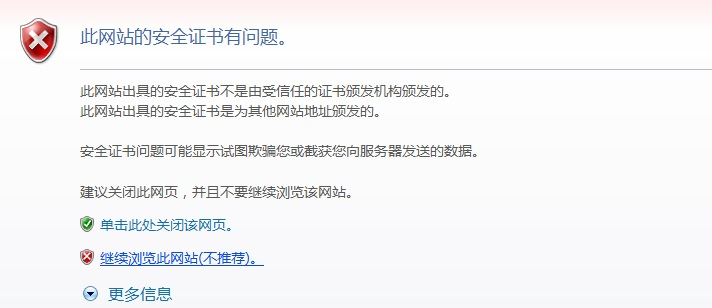 此网站的安全证书有问题。
此网站出具的安全证书不是由受信任的证书颁发机构颁发的。
此网站出具的安全证书是为其他网站地址颁发的。
安全证书问题可能显示试图欺骗您或截获您向服务器发送的数据。
建议关闭此网页，并且不要继续浏览该网站。
单击此处关闭该网页。
继续浏览此网站(不推荐)。
更多信息